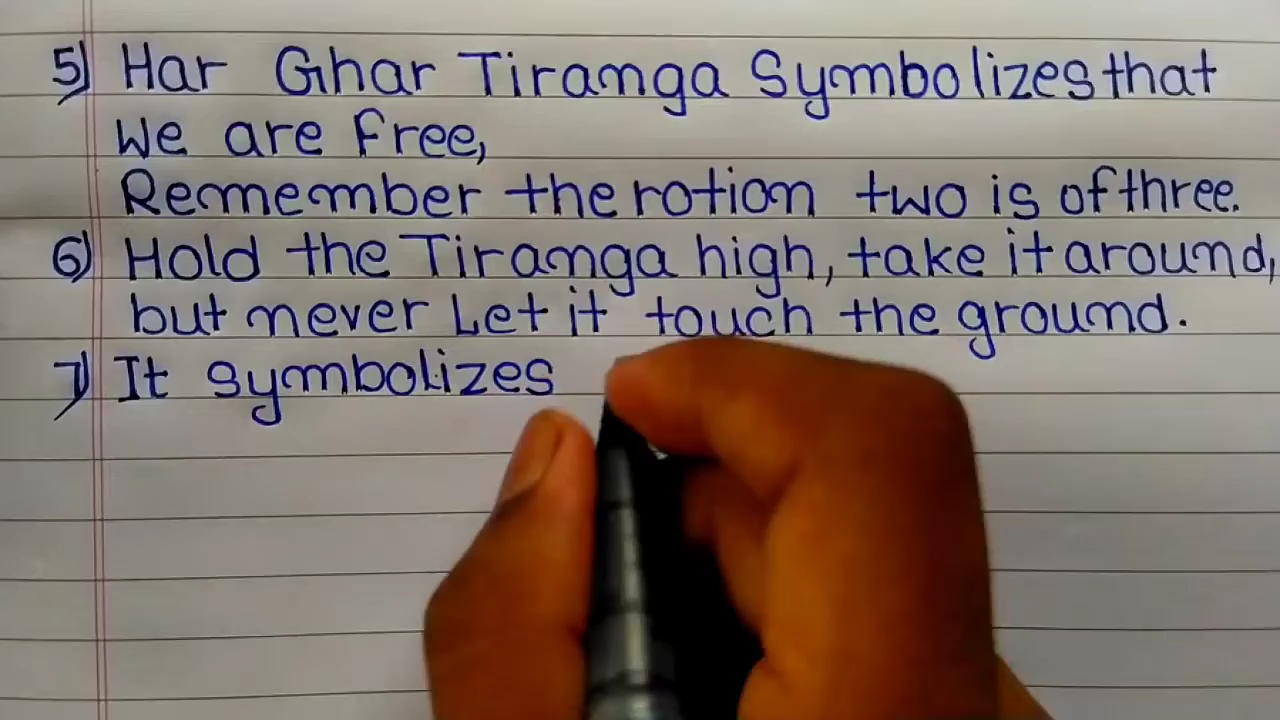 5) Har Ghar Tiranga Symbolizes that
We are free,
Remember the rotion two is of three.
6) Hold the Tiranga high, take it around,
but never Let it touch the ground.
7) It symbolizes